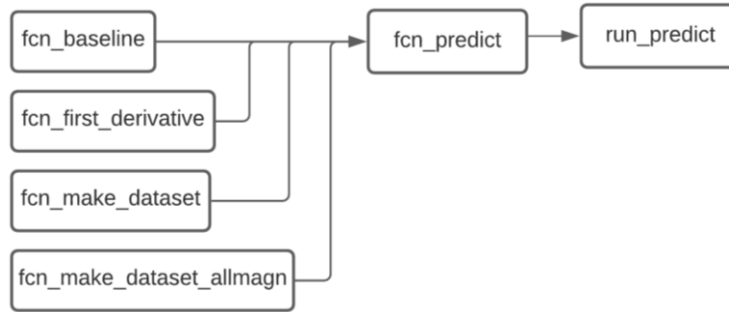 fcn_baseline
fcn_predict
run_predict
fcn_first_derivative
fcn_make_dataset
fcn_make_dataset_allmagn